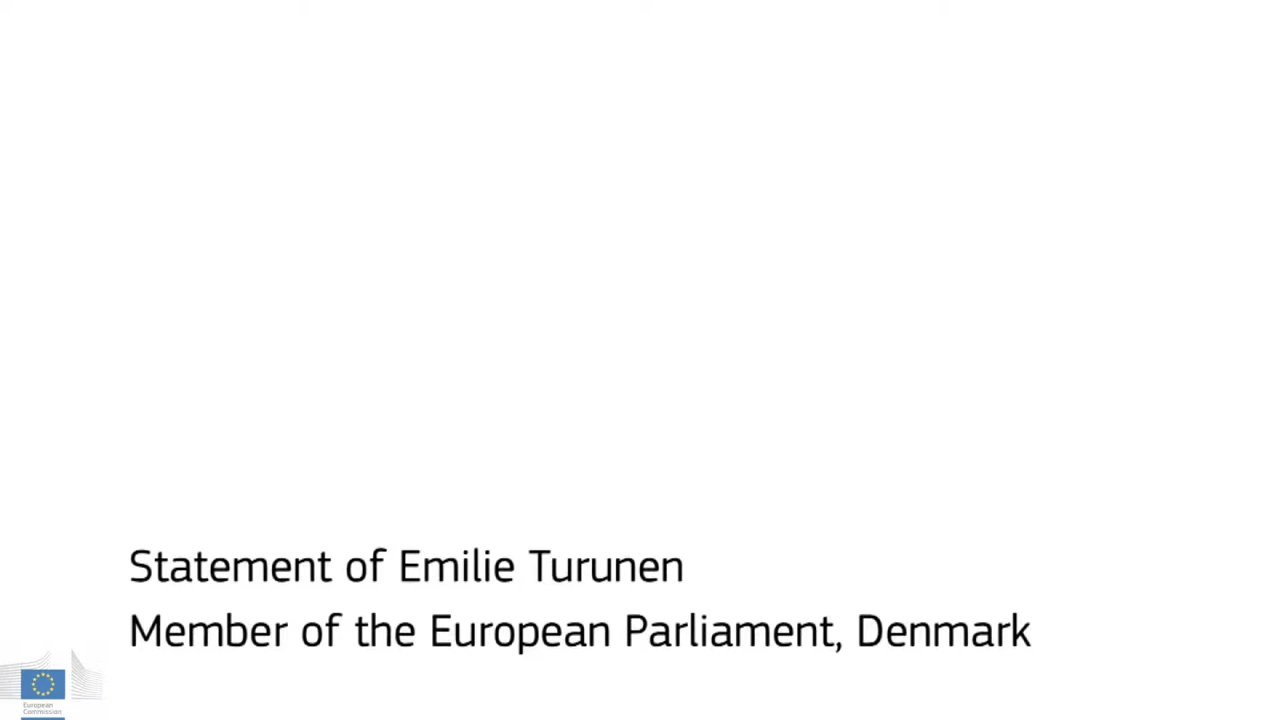 Statement of Emilie Turunen
Member of the European Parliament, Denmark
European
Commission